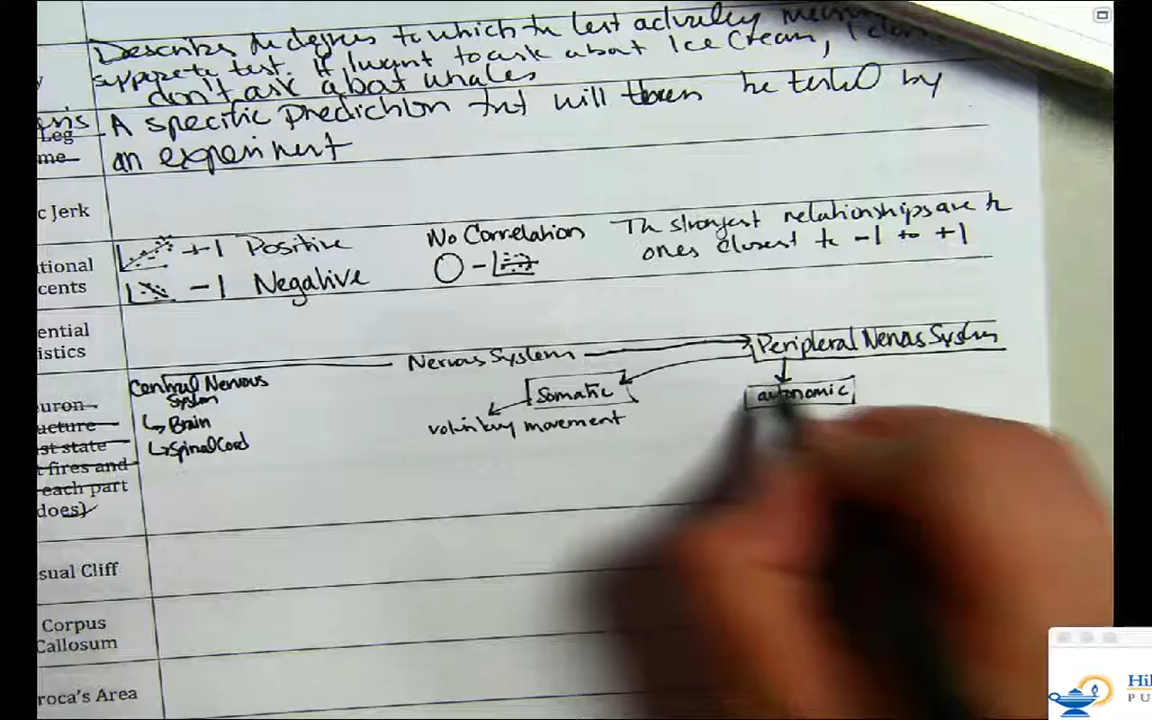 Describes the degree to which the test actually
suppose to test. If I want to ask about Ice Cream, I
don't ask about whales
A specific Prediction that will then be tested by
an experiment
Leg
me
c Jerk
+1 Positive
No Correlation
The strongest relationships are the
ones closest to -1 to +1
tional
cents
-1 Negative
0 -
ential
istics
Nervous System
Peripheral Nervous System
Central Nervous
System
Somatic
autonomic
uron
ucture
Brain
voluntary movement
st state
Spinal Cord
t fires and
each part
does)
sual Cliff
Corpus
Callosum
roca's Area
Hil
PU